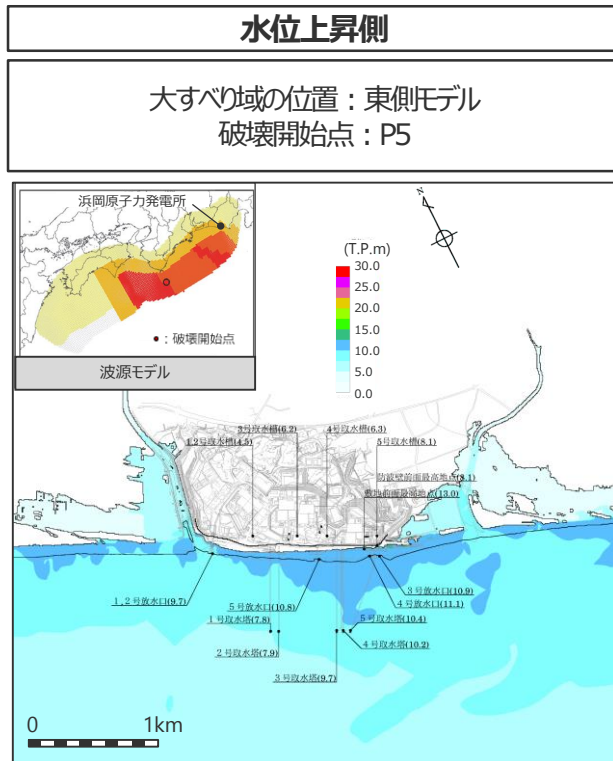 水位上昇側
大すべり域の位置：東側モデル
破壊開始点：P5
浜岡原子力発電所
●：破壊開始点
波源モデル
N
(T.P.m)
30.0
25.0
20.0
15.0
10.0
5.0
0.0
3号取水槽(6.2)
4号取水槽(6.3)
1,2号取水槽(4.5)
5号取水槽(8.1)
防波壁前面最高地点(8.1)
敷地前面最高地点(13.0)
1,2号放水口(9.7)
5号放水口(10.8)
3号放水口(10.9)
4号放水口(11.1)
1号取水塔(7.8)
5号取水塔(10.4)
2号取水塔(7.9)
4号取水塔(10.2)
3号取水塔(9.7)
0 1km